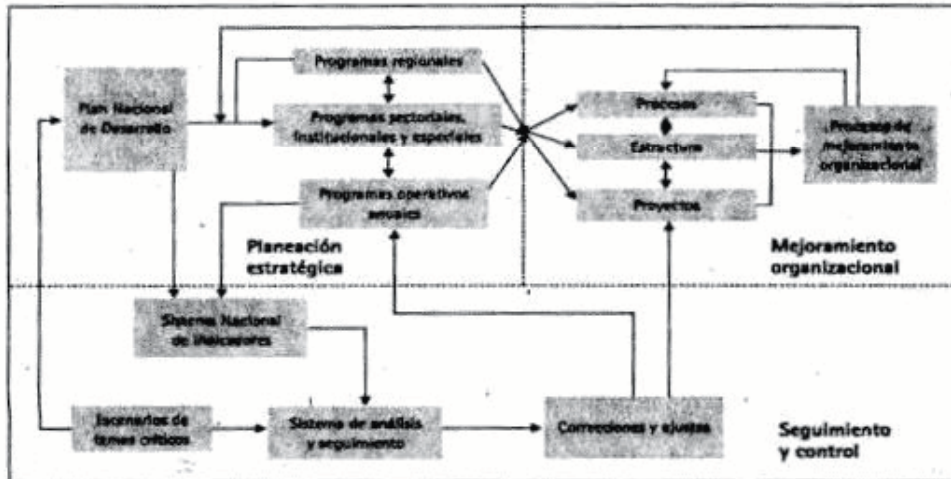 Programas regionales
Plan Nacional
de Desarrollo
Programas sectoriales,
institucionales y especiales
Programas operativos
anuales
Procesos
Estructura
Proyectos
Proceso de
mejoramiento
organizacional
Planeación
estratégica
Mejoramiento
organizacional
Sistema Nacional
de indicadores
Escenarios de
temas críticos
Sistema de análisis
y seguimiento
Correcciones y ajustes
Seguimiento
y control